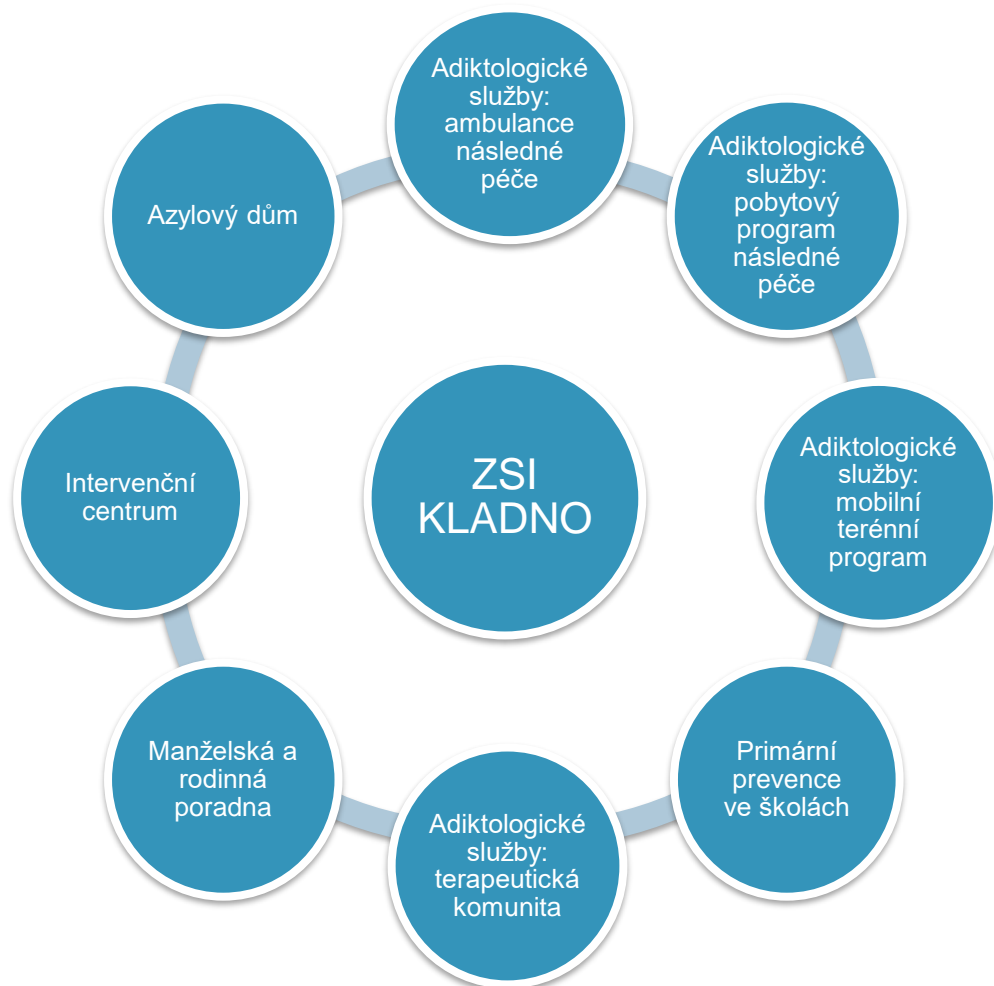 Adiktologické
služby:
ambulance
následné
péče
Adiktologické
služby:
pobytový
program
následné
péče
Adiktologické
služby:
mobilní
terénní
program
Primární
prevence
ve školách
Adiktologické
služby:
terapeutická
komunita
Manželská a
rodinná
poradna
Intervenční
centrum
Azylový dům
ZSI
KLADNO